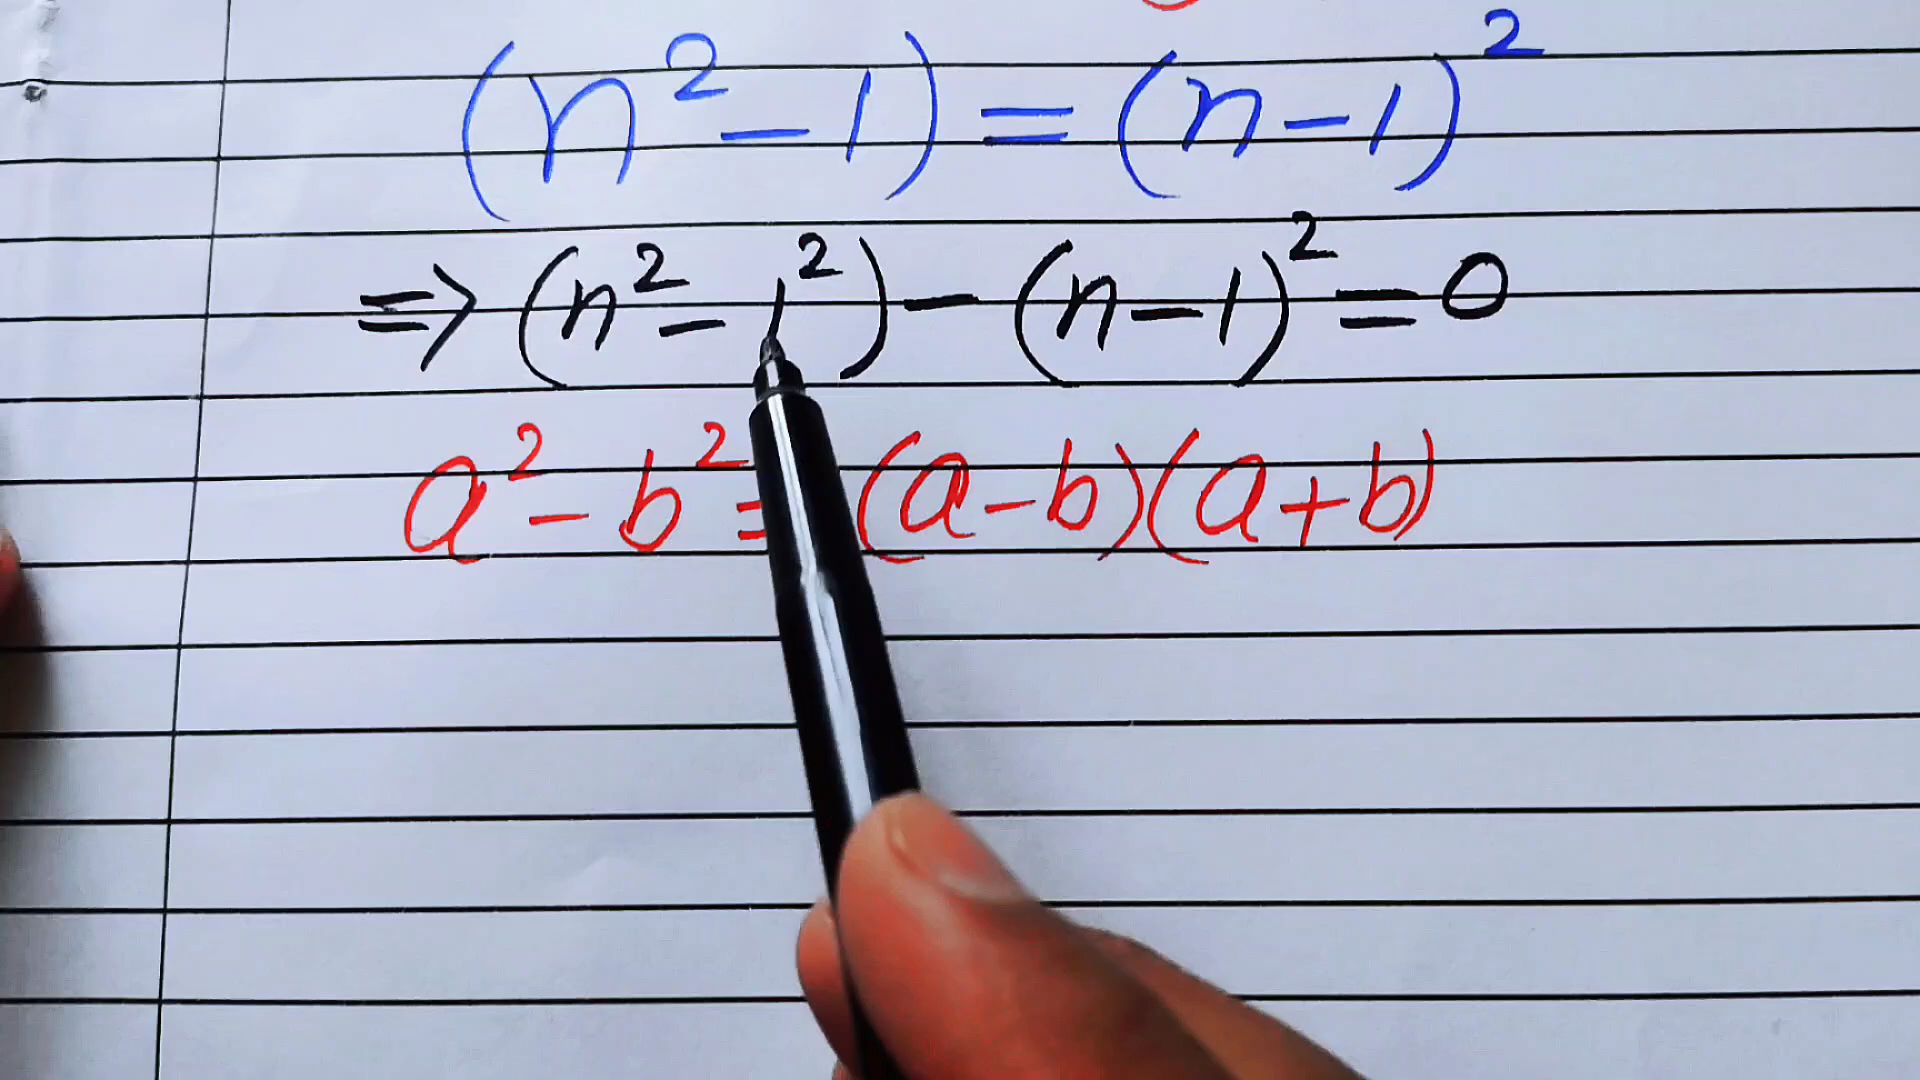 (n² - 1) = (n - 1)²
⇒ (n² - 1²) - (n - 1)² = 0
a² - b² = (a - b)(a + b)